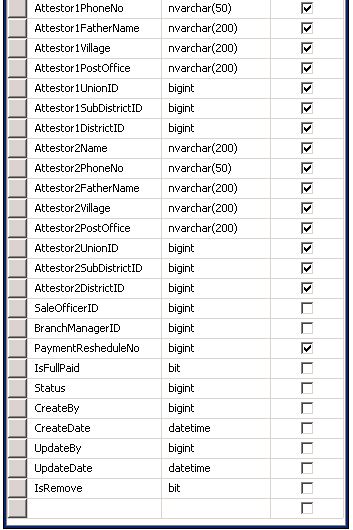 Attestor1PhoneNo nvarchar(50)
Attestor1FatherName nvarchar(200)
Attestor1Village nvarchar(200)
Attestor1PostOffice nvarchar(200)
Attestor1UnionID bigint
Attestor1SubDistrictID bigint
Attestor1DistrictID bigint
Attestor2Name nvarchar(200)
Attestor2PhoneNo nvarchar(50)
Attestor2FatherName nvarchar(200)
Attestor2Village nvarchar(200)
Attestor2PostOffice nvarchar(200)
Attestor2UnionID bigint
Attestor2SubDistrictID bigint
Attestor2DistrictID bigint
SaleOfficerID bigint
BranchManagerID bigint
PaymentResheduleNo bigint
IsFullPaid bit
Status bigint
CreateBy bigint
CreateDate datetime
UpdateBy bigint
UpdateDate datetime
IsRemove bit